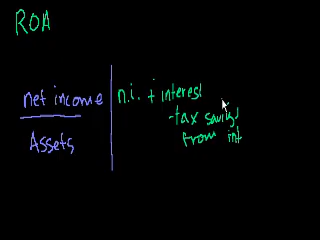 ROA
net income
Assets
n.i. + interest
-tax savings
from int